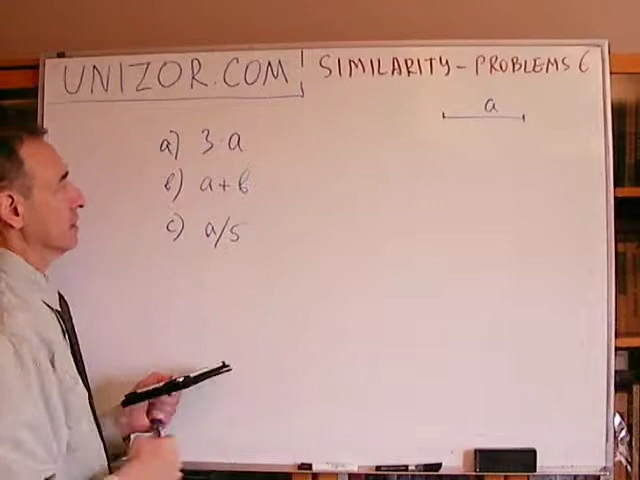 UNIZOR.COM
SIMILARITY - PROBLEMS C
a
a) 3·a
b) a+b
c) a/5